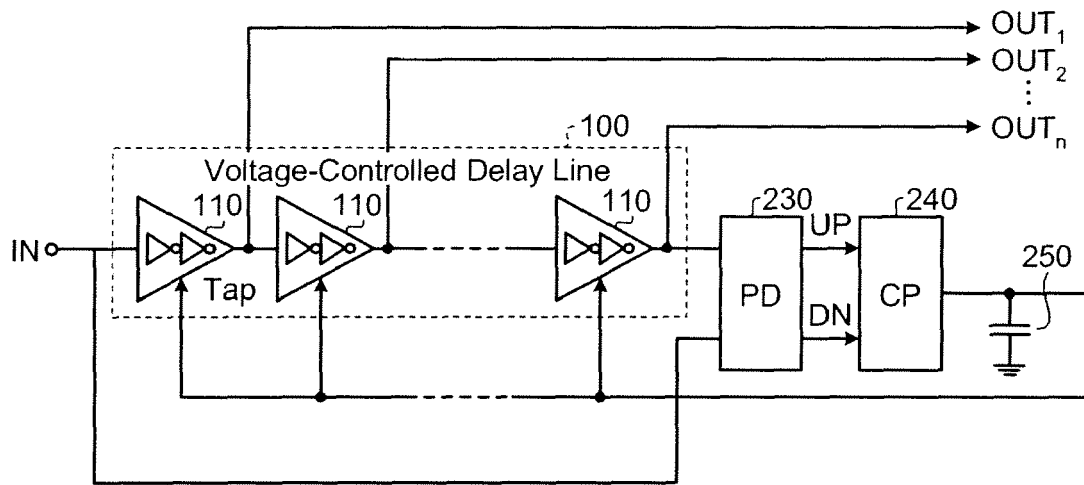 OUT1
OUT2
OUTn
100
Voltage-Controlled Delay Line
110
110
110
230
240
IN
UP
250
Tap
PD
CP
DN